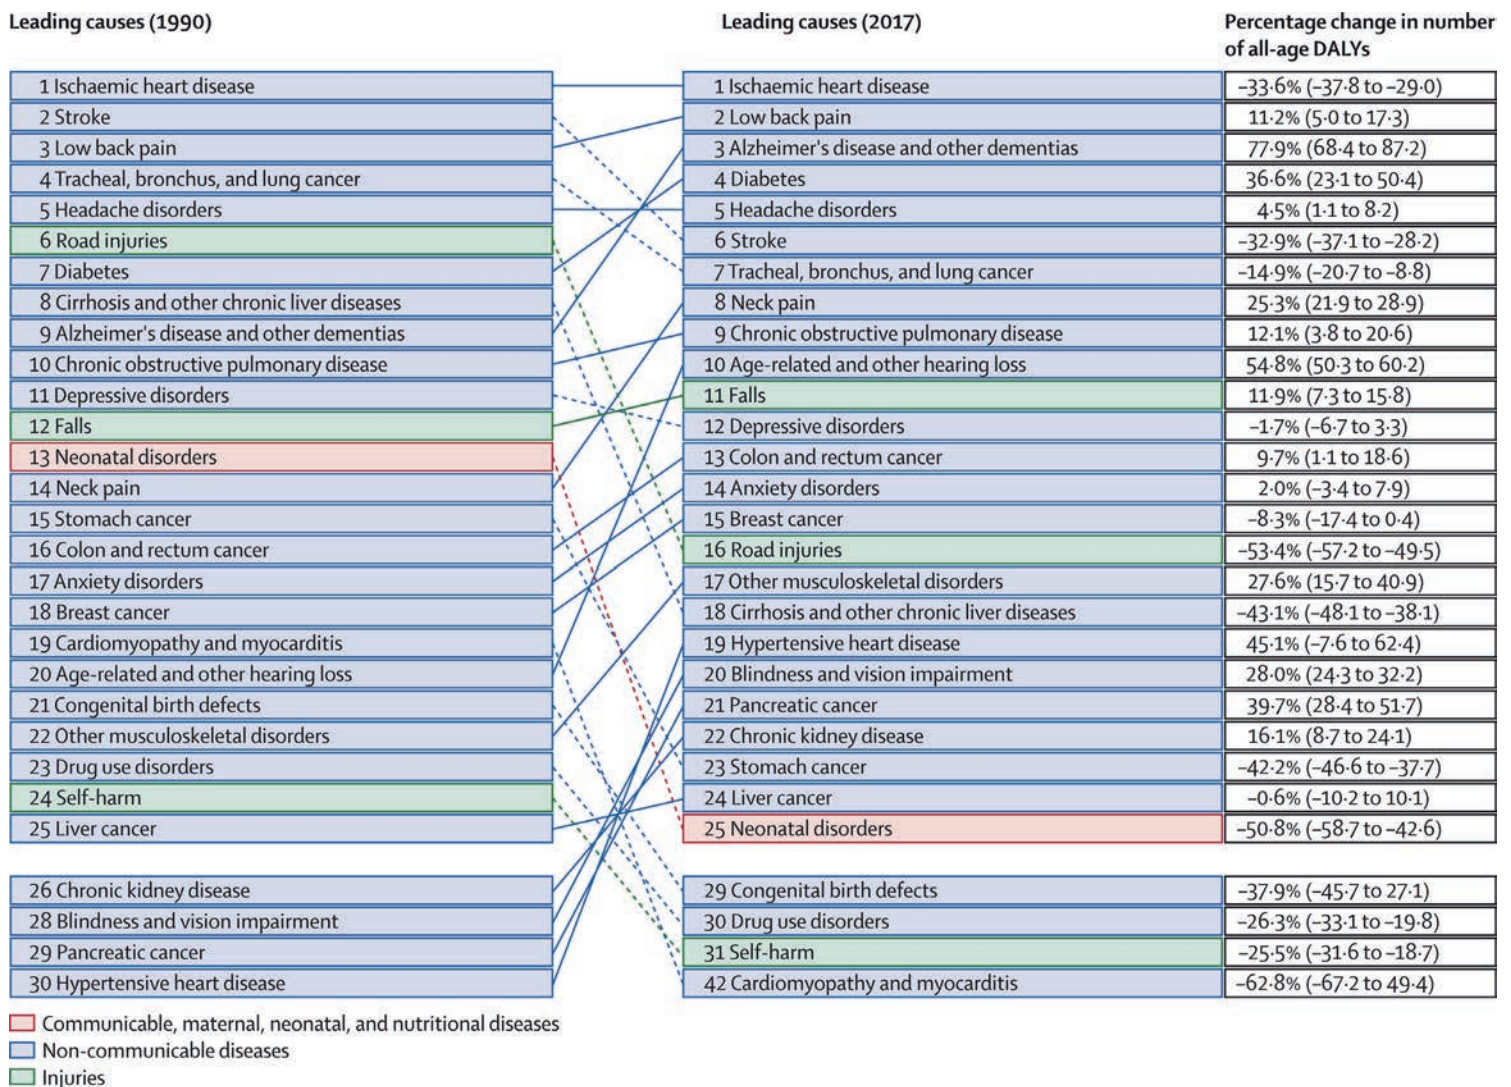 Leading causes (1990) Leading causes (2017) Percentage change in number
of all-age DALYs
1 Ischaemic heart disease 1 Ischaemic heart disease –33·6% (–37·8 to –29·0)
2 Stroke 2 Low back pain 11·2% (5·0 to 17·3)
3 Low back pain 3 Alzheimer's disease and other dementias 77·9% (68·4 to 87·2)
4 Tracheal, bronchus, and lung cancer 4 Diabetes 36·6% (23·1 to 50·4)
5 Headache disorders 5 Headache disorders 4·5% (1·1 to 8·2)
6 Road injuries 6 Stroke –32·9% (–37·1 to –28·2)
7 Diabetes 7 Tracheal, bronchus, and lung cancer –14·9% (–20·7 to –8·8)
8 Cirrhosis and other chronic liver diseases 8 Neck pain 25·3% (21·9 to 28·9)
9 Alzheimer's disease and other dementias 9 Chronic obstructive pulmonary disease 12·1% (3·8 to 20·6)
10 Chronic obstructive pulmonary disease 10 Age-related and other hearing loss 54·8% (50·3 to 60·2)
11 Depressive disorders 11 Falls 11·9% (7·3 to 15·8)
12 Falls 12 Depressive disorders –1·7% (–6·7 to 3·3)
13 Neonatal disorders 13 Colon and rectum cancer 9·7% (1·1 to 18·6)
14 Neck pain 14 Anxiety disorders 2·0% (–3·4 to 7·9)
15 Stomach cancer 15 Breast cancer –8·3% (–17·4 to 0·4)
16 Colon and rectum cancer 16 Road injuries –53·4% (–57·2 to –49·5)
17 Anxiety disorders 17 Other musculoskeletal disorders 27·6% (15·7 to 40·9)
18 Breast cancer 18 Cirrhosis and other chronic liver diseases –43·1% (–48·1 to –38·1)
19 Cardiomyopathy and myocarditis 19 Hypertensive heart disease 45·1% (–7·6 to 62·4)
20 Age-related and other hearing loss 20 Blindness and vision impairment 28·0% (24·3 to 32·2)
21 Congenital birth defects 21 Pancreatic cancer 39·7% (28·4 to 51·7)
22 Other musculoskeletal disorders 22 Chronic kidney disease 16·1% (8·7 to 24·1)
23 Drug use disorders 23 Stomach cancer –42·2% (–46·6 to –37·7)
24 Self-harm 24 Liver cancer –0·6% (–10·2 to 10·1)
25 Liver cancer 25 Neonatal disorders –50·8% (–58·7 to –42·6)
26 Chronic kidney disease 29 Congenital birth defects –37·9% (–45·7 to 27·1)
28 Blindness and vision impairment 30 Drug use disorders –26·3% (–33·1 to –19·8)
29 Pancreatic cancer 31 Self-harm –25·5% (–31·6 to –18·7)
30 Hypertensive heart disease 42 Cardiomyopathy and myocarditis –62·8% (–67·2 to 49·4)
Communicable, maternal, neonatal, and nutritional diseases
Non-communicable diseases
Injuries